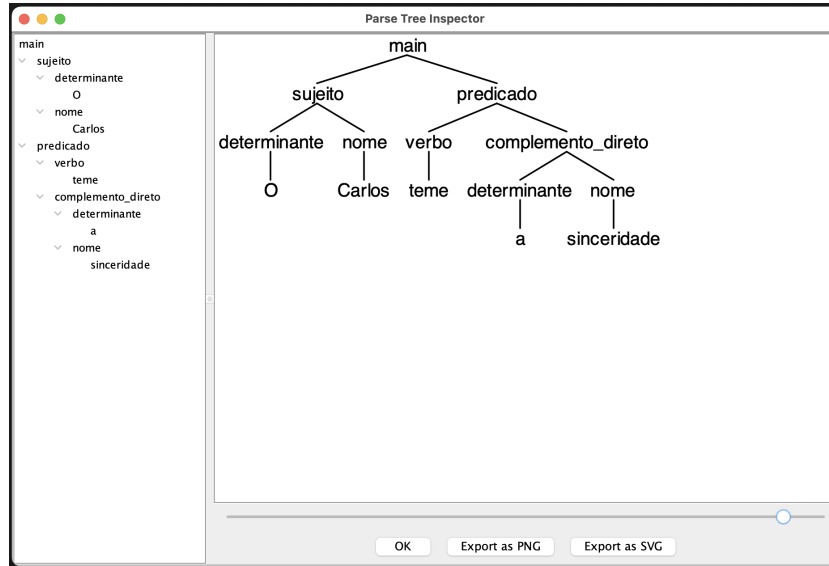 Parse Tree Inspector
main
sujeito
determinante
O
nome
Carlos
predicado
verbo
teme
complemento_direto
determinante
a
nome
sinceridade
main
sujeito predicado
determinante nome verbo complemento_direto
O Carlos teme determinante nome
a sinceridade
OK Export as PNG Export as SVG